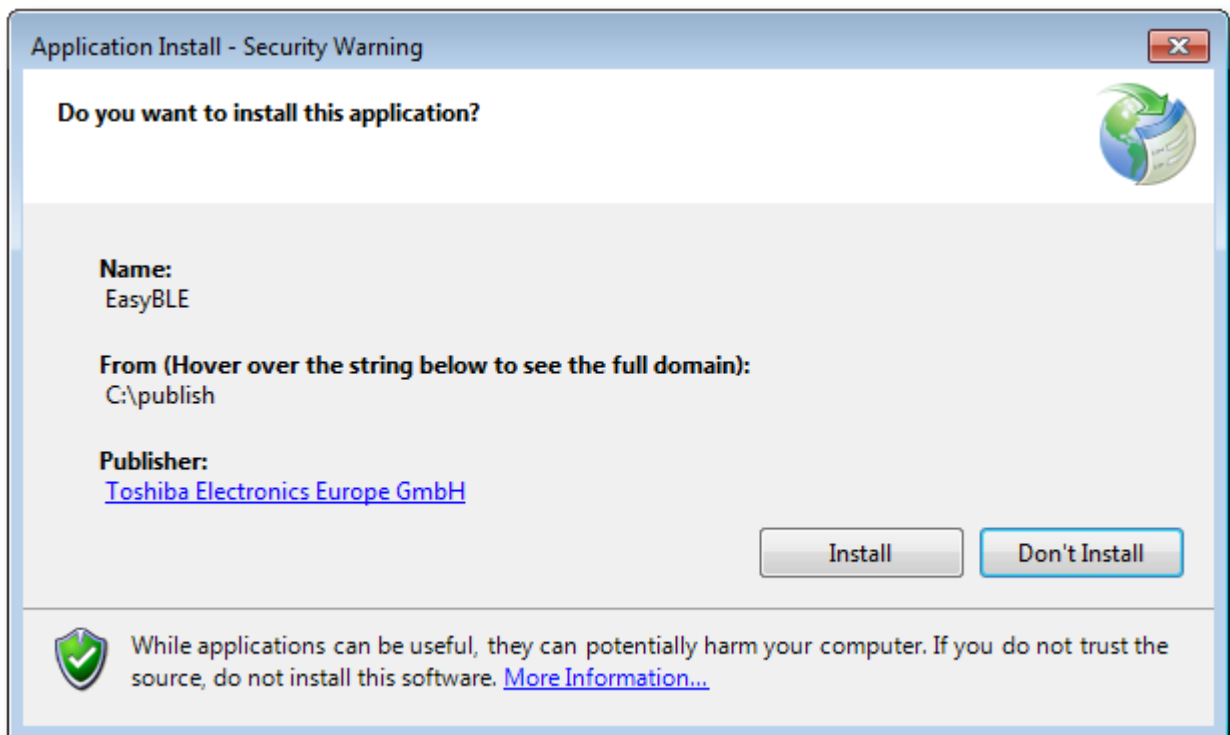 Application Install - Security Warning
Do you want to install this application?
Name:
EasyBLE
From (Hover over the string below to see the full domain):
C:\publish
Publisher:
Toshiba Electronics Europe GmbH
Install
Don't Install
While applications can be useful, they can potentially harm your computer. If you do not trust the
source, do not install this software. More Information...